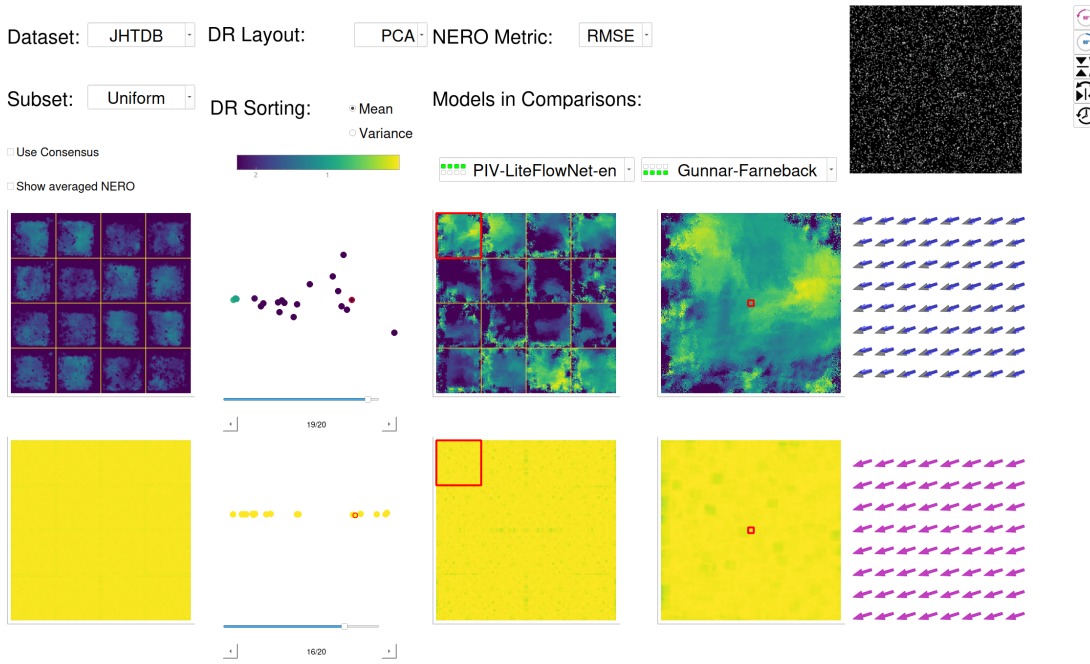 Dataset: JHTDB DR Layout: PCA NERO Metric: RMSE
Subset: Uniform DR Sorting: Mean Models in Comparisons:
Variance
Use Consensus
2 1
PIV-LiteFlowNet-en Gunnar-Farneback
Show averaged NERO
19/20
16/20